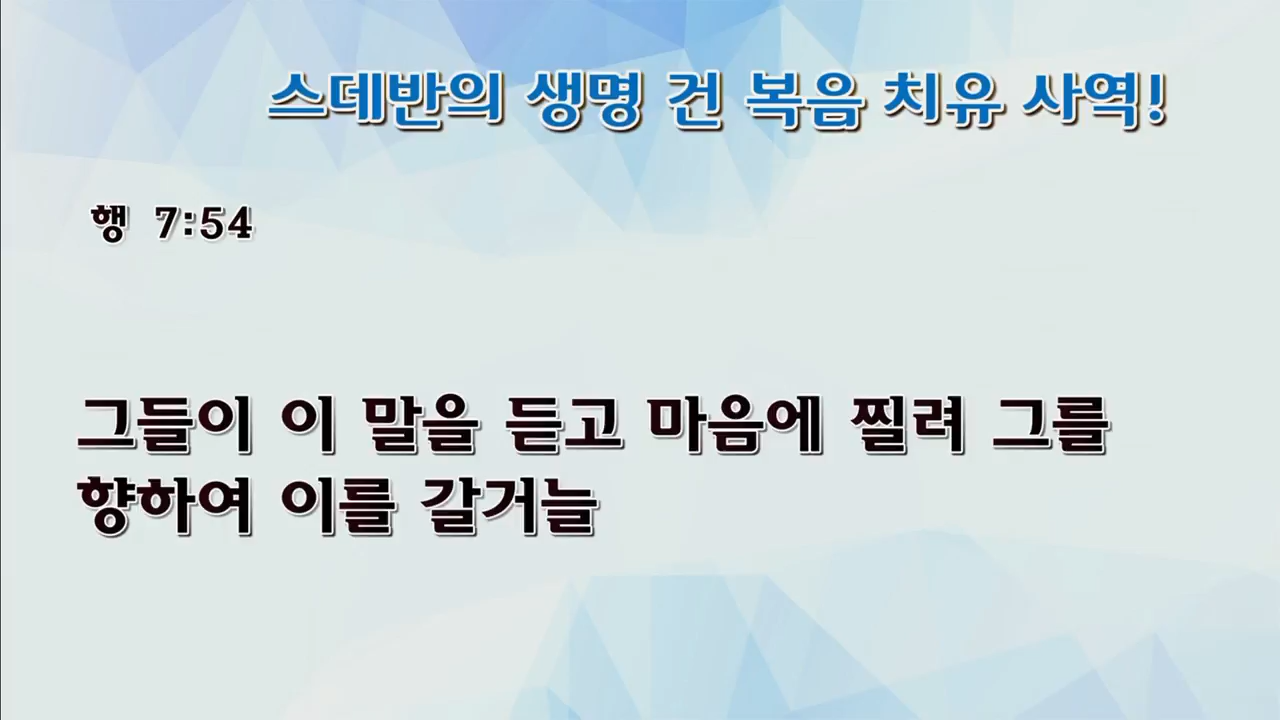 스데반의 생명 건 복음 치유 사역!
행 7:54
그들이 이 말을 듣고 마음에 찔려 그를
향하여 이를 갈거늘